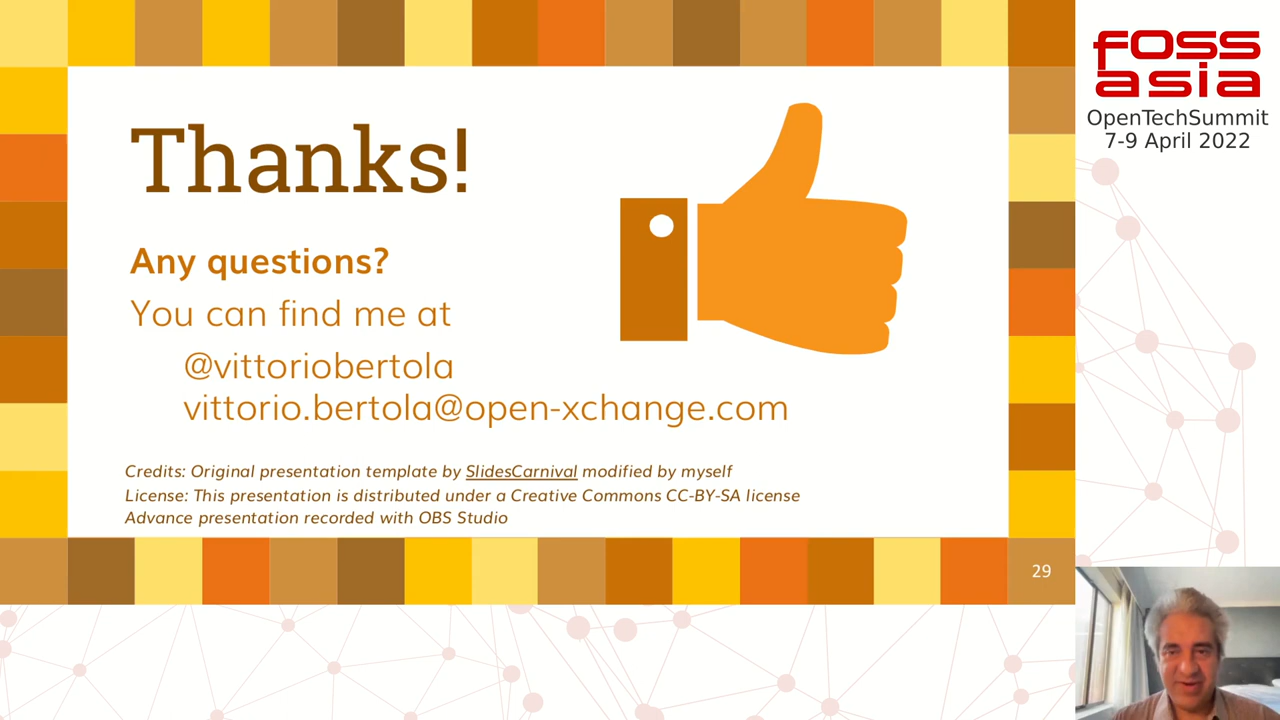 Thanks!
Any questions?
You can find me at
@vittoriobertola
vittorio.bertola@open-xchange.com
Credits: Original presentation template by SlidesCarnival modified by myself
License: This presentation is distributed under a Creative Commons CC-BY-SA license
Advance presentation recorded with OBS Studio
29
foss
asia
OpenTechSummit
7-9 April 2022